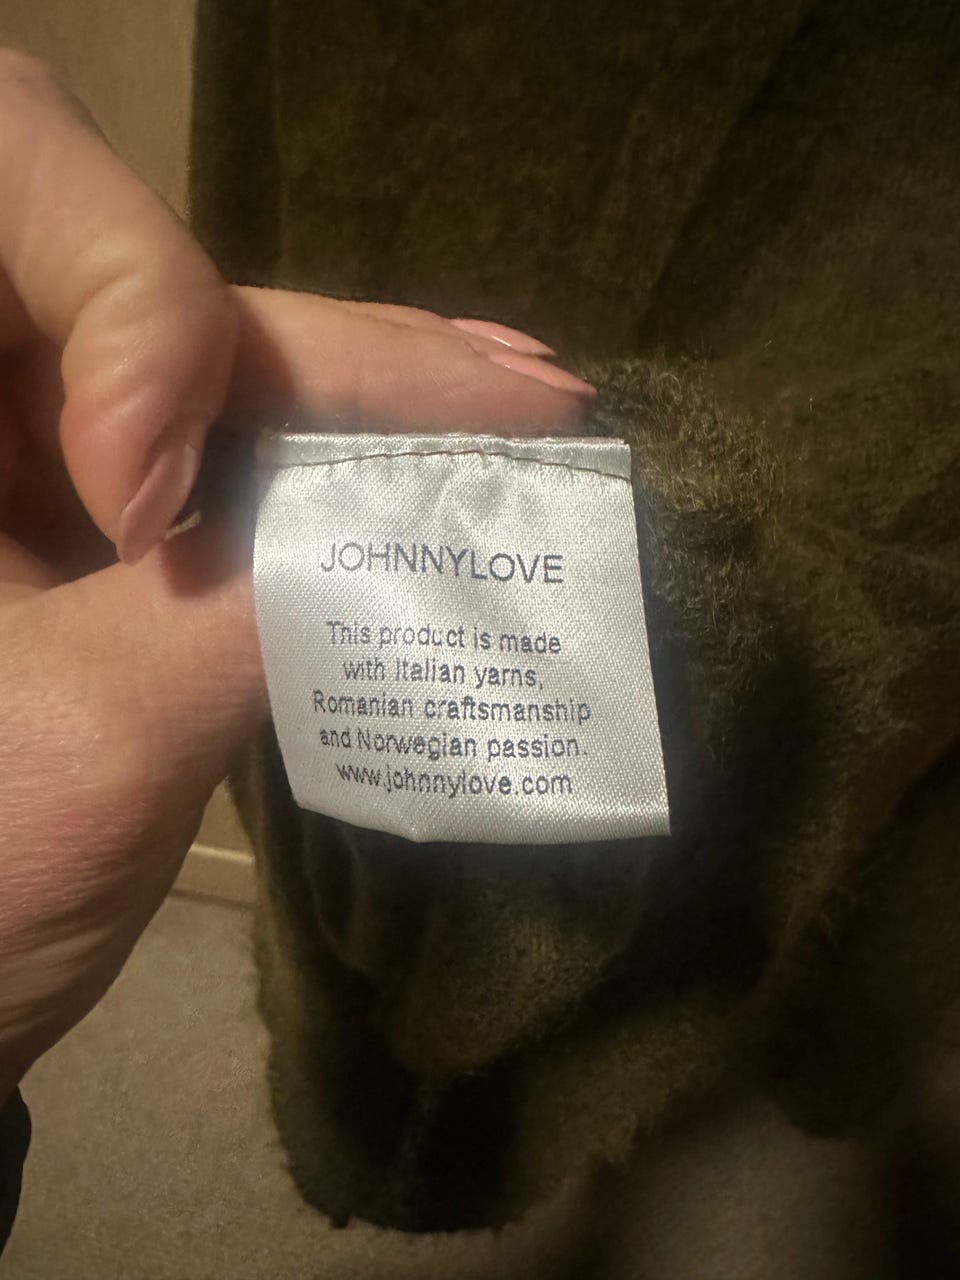 JOHNNYLOVE
This product is made
with Italian yarns,
Romanian craftsmanship
and Norwegian passion.
www.johnnylove.com